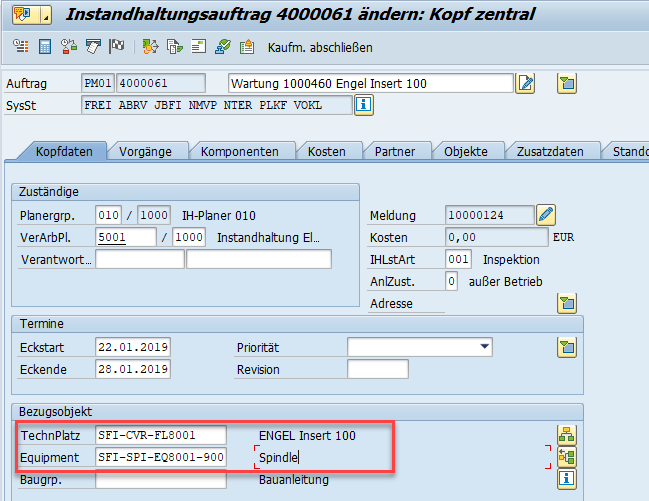 Instandhaltungsauftrag 4000061 ändern: Kopf zentral
Kaufm. abschließen
Auftrag PM01 4000061 Wartung 1000460 Engel Insert 100
SysSt FREI ABRV JBFI NMVP NTER PLKF VOKL
Kopfdaten Vorgänge Komponenten Kosten Partner Objekte Zusatzdaten Stando
Zuständige
Planergrp. 010 / 1000 IH-Planer 010
Meldung 10000124
VerArbPl. 5001 / 1000 Instandhaltung El…
Kosten 0,00 EUR
Verantwort…
IHLstArt 001 Inspektion
AnlZust. 0 außer Betrieb
Adresse
Termine
Eckstart 22.01.2019 Priorität
Eckende 28.01.2019 Revision
Bezugsobjekt
TechnPlatz SFI-CVR-FL8001 ENGEL Insert 100
Equipment SFI-SPI-EQ8001-900 Spindle
Baugrp. Bauanleitung